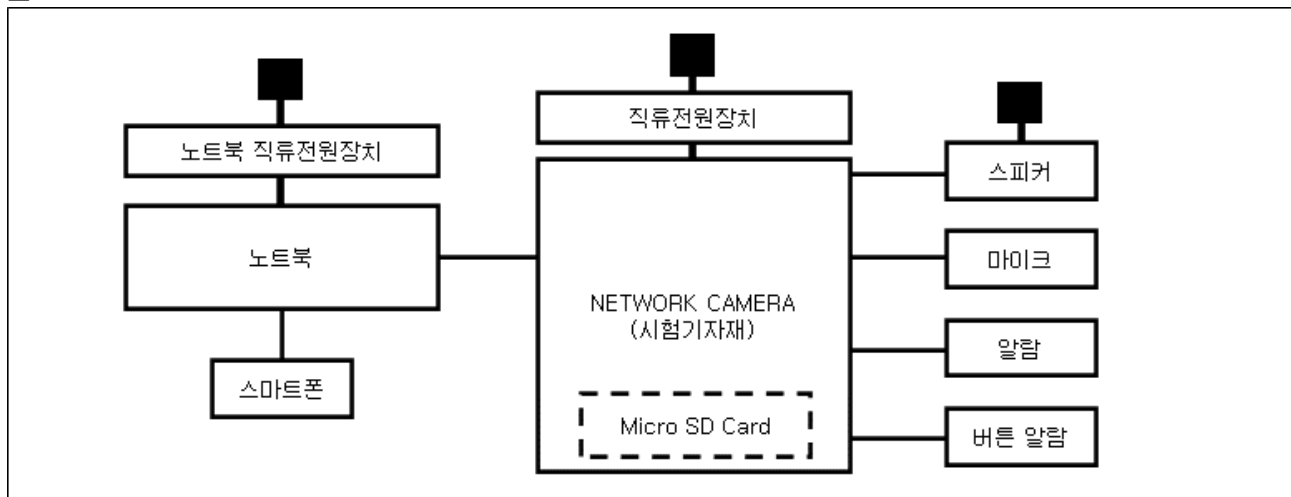 직류전원장치
노트북 직류전원장치
스피커
노트북
마이크
NETWORK CAMERA
(시험기자재)
알람
스마트폰
Micro SD Card
버튼 알람